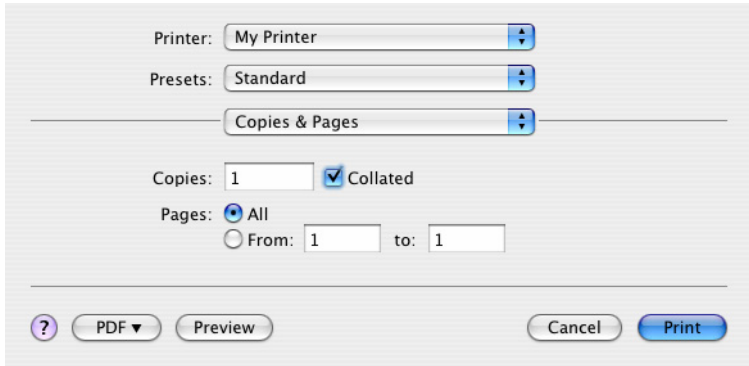 Printer: My Printer
Presets: Standard
Copies & Pages
Copies: 1 Collated
Pages: All
From: 1 to: 1
? PDF ▼ Preview Cancel Print